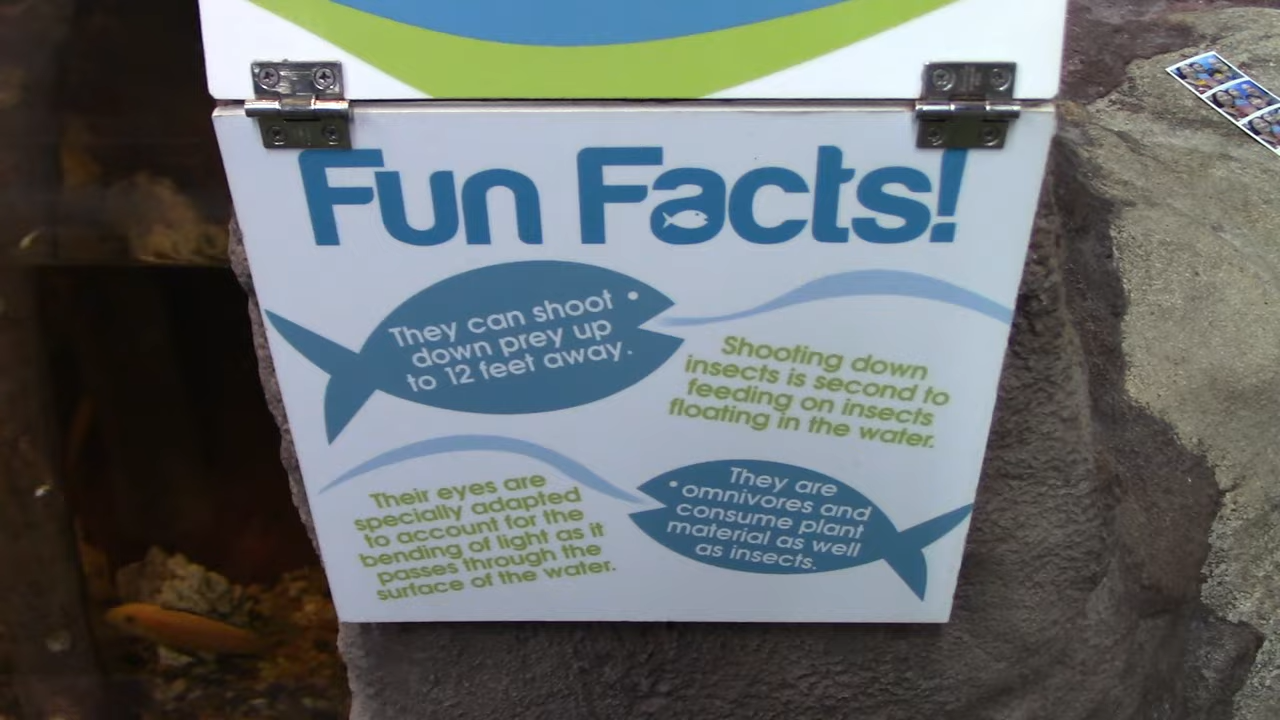 Fun Facts!
They can shoot
down prey up
to 12 feet away.
Shooting down
insects is second to
feeding on insects
floating in the water.
Their eyes are
specially adapted
to account for the
bending of light as it
passes through the
surface of the water.
They are
omnivores and
consume plant
material as well
as insects.